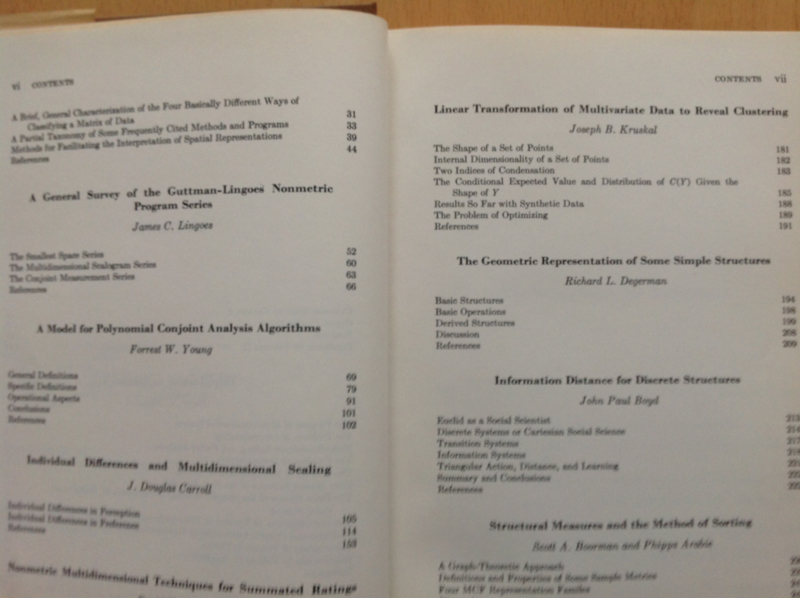 vi CONTENTS
A Brief, General Characterization of the Four Basically Different Ways of
Classifying a Matrix of Data 31
A Partial Taxonomy of Some Frequently Cited Methods and Programs 33
Methods for Facilitating the Interpretation of Spatial Representations 39
References 44
A General Survey of the Guttman-Lingoes Nonmetric
Program Series
James C. Lingoes
The Smallest Space Series 52
The Multidimensional Scalogram Series 60
The Conjoint Measurement Series 63
References 66
A Model for Polynomial Conjoint Analysis Algorithms
Forrest W. Young
General Definitions 69
Specific Definitions 79
Operational Aspects 91
Conclusions 101
References 102
Individual Differences and Multidimensional Scaling
J. Douglas Carroll
Individual Differences in Perception 105
Individual Differences in Preference 114
References 153
Nonmetric Multidimensional Techniques for Summated Ratings
CONTENTS vii
Linear Transformation of Multivariate Data to Reveal Clustering
Joseph B. Kruskal
The Shape of a Set of Points 181
Internal Dimensionality of a Set of Points 182
Two Indices of Condensation 183
The Conditional Expected Value and Distribution of C(Y) Given the
Shape of Y 185
Results So Far with Synthetic Data 188
The Problem of Optimizing 189
References 191
The Geometric Representation of Some Simple Structures
Richard L. Degerman
Basic Structures 194
Basic Operations 198
Derived Structures 199
Discussion 208
References 209
Information Distance for Discrete Structures
John Paul Boyd
Euclid as a Social Scientist 213
Discrete Systems or Cartesian Social Science 214
Transition Systems 217
Information Systems
Triangular Action, Distance, and Learning
Summary and Conclusions
References
Structural Measures and the Method of Sorting
Scott A. Boorman and Phipps Arabie
A Graph-Theoretic Approach
Definitions and Properties of Some Sample Metrics
Four MUF Representation Families